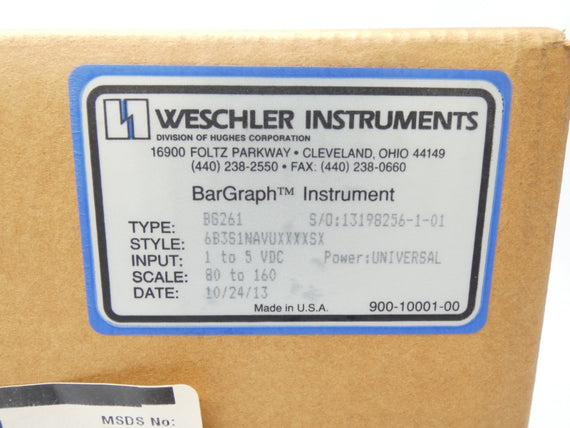 WESCHLER INSTRUMENTS
DIVISION OF HUGHES CORPORATION
16900 FOLTZ PARKWAY • CLEVELAND, OHIO 44149
(440) 238-2550 • FAX: (440) 238-0660
BarGraph™ Instrument
TYPE: BG261 S/O:13198256-1-01
STYLE: 6B3S1NAVUXXXXSX
INPUT: 1 to 5 VDC Power:UNIVERSAL
SCALE: 80 to 160
DATE: 10/24/13
Made in U.S.A. 900-10001-00
MSDS No: